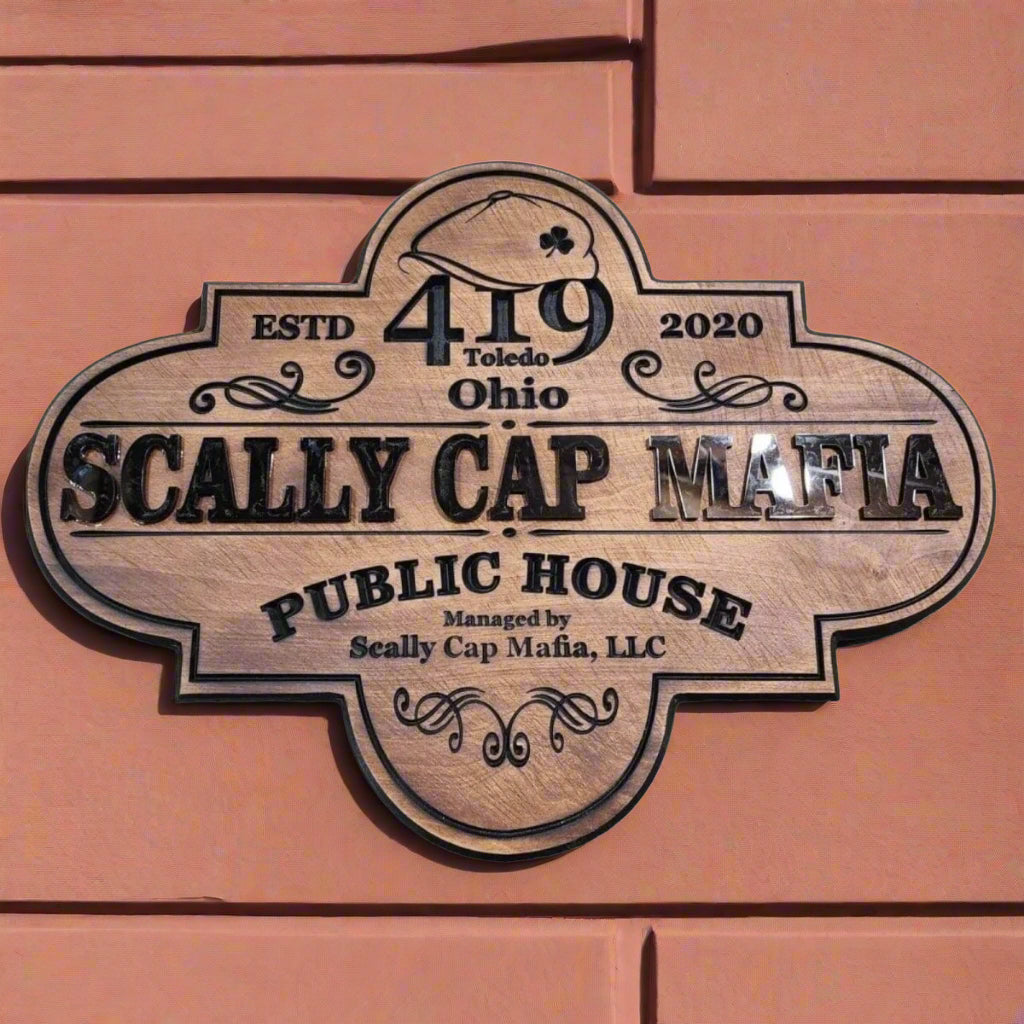 ESTD 419 2020
Toledo
Ohio
SCALLY CAP MAFIA
PUBLIC HOUSE
Managed by
Scally Cap Mafia, LLC